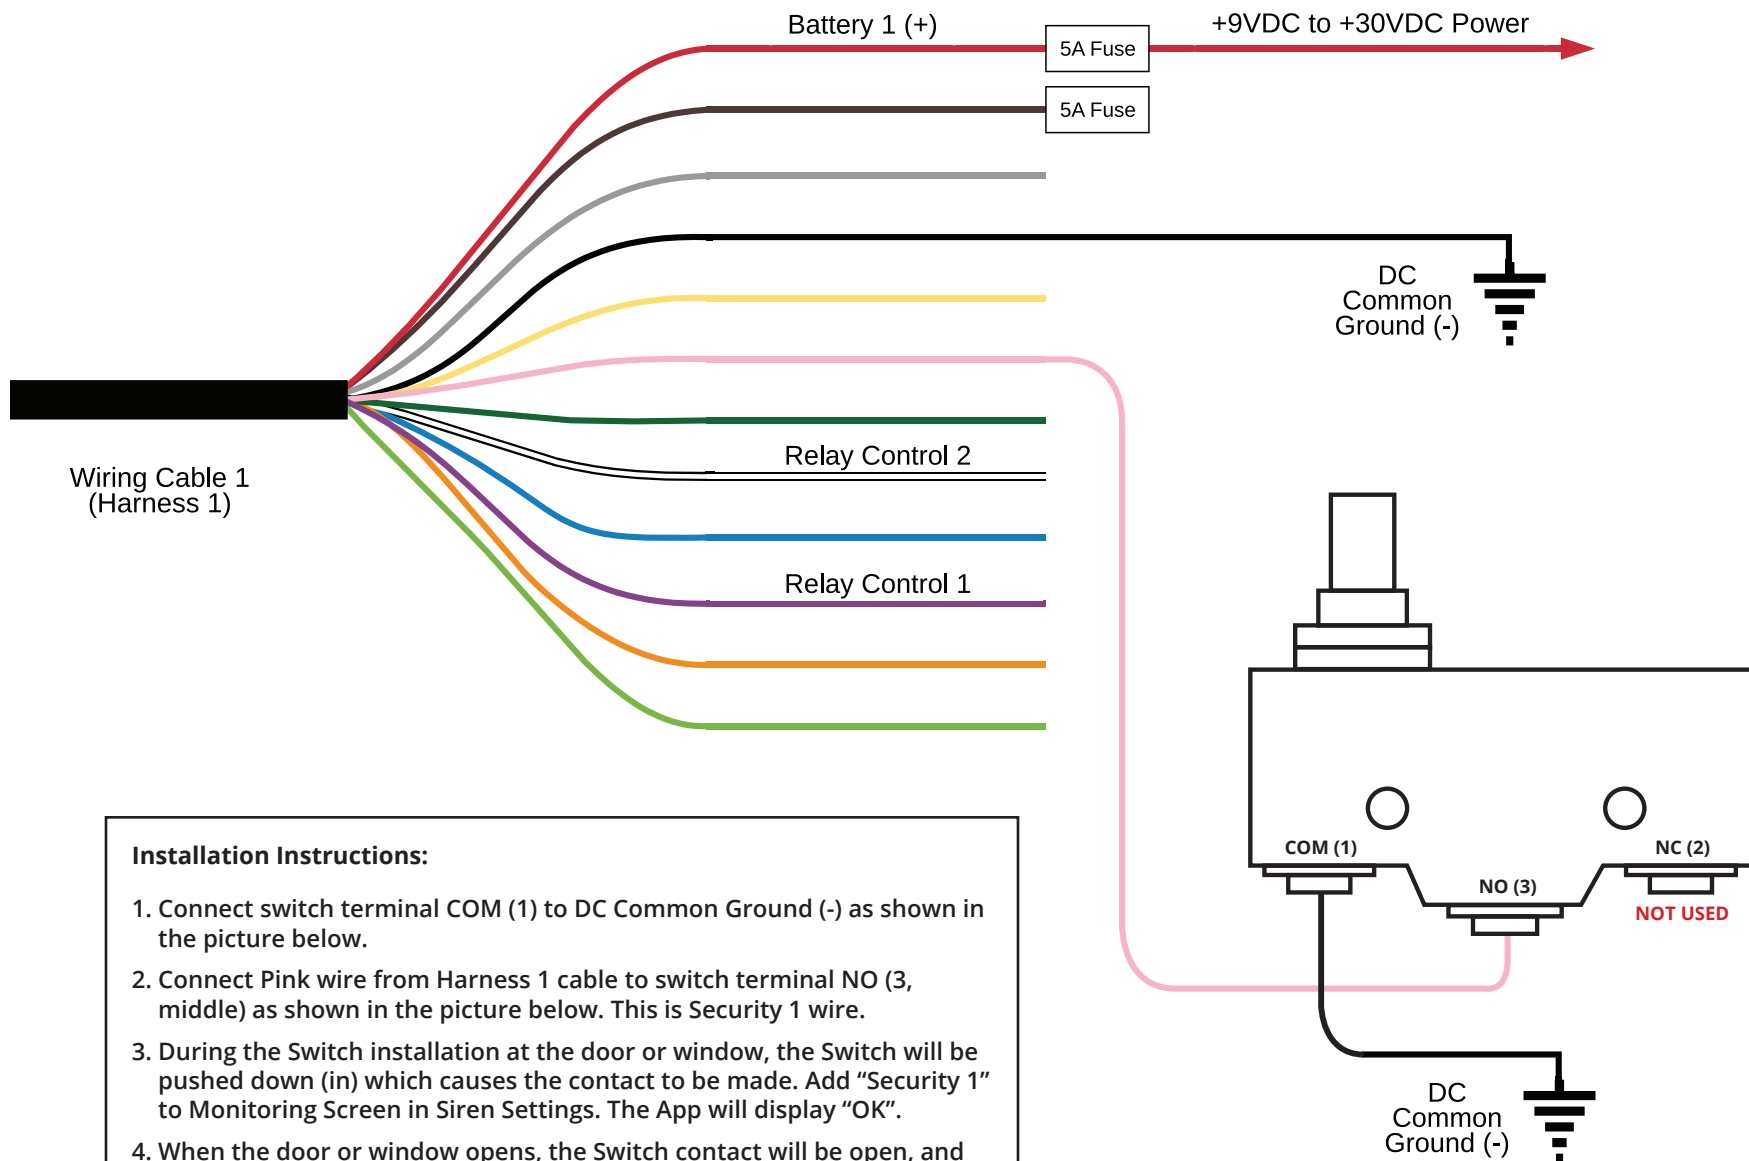 Battery 1 (+)
+9VDC to +30VDC Power
5A Fuse
5A Fuse
DC
Common
Ground (-)
Relay Control 2
Wiring Cable 1
(Harness 1)
Relay Control 1
COM (1)
NO (3)
NC (2)
NOT USED
Installation Instructions:
1. Connect switch terminal COM (1) to DC Common Ground (-) as shown in
the picture below.
2. Connect Pink wire from Harness 1 cable to switch terminal NO (3,
middle) as shown in the picture below. This is Security 1 wire.
3. During the Switch installation at the door or window, the Switch will be
pushed down (in) which causes the contact to be made. Add “Security 1”
to Monitoring Screen in Siren Settings. The App will display “OK”.
4. When the door or window opens, the Switch contact will be open, and
DC
Common
Ground (-)